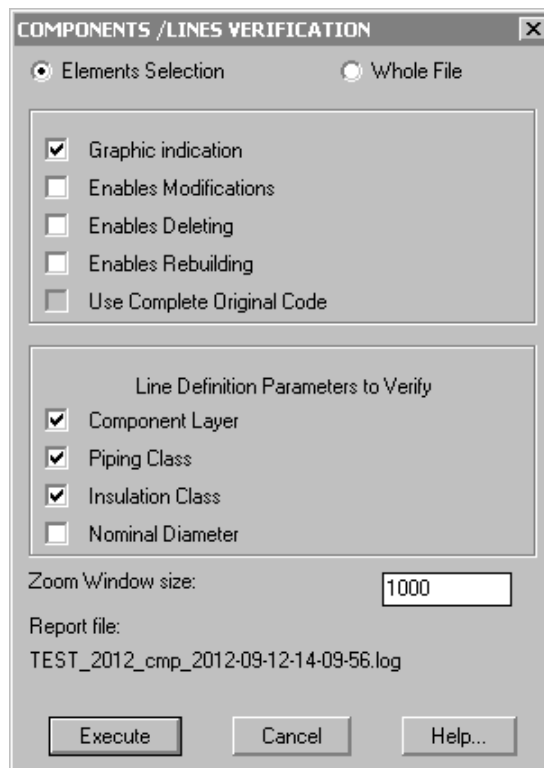 COMPONENTS /LINES VERIFICATION
Elements Selection Whole File
Graphic indication
Enables Modifications
Enables Deleting
Enables Rebuilding
Use Complete Original Code
Line Definition Parameters to Verify
Component Layer
Piping Class
Insulation Class
Nominal Diameter
Zoom Window size: 1000
Report file:
TEST_2012_cmp_2012-09-12-14-09-56.log
Execute Cancel Help...